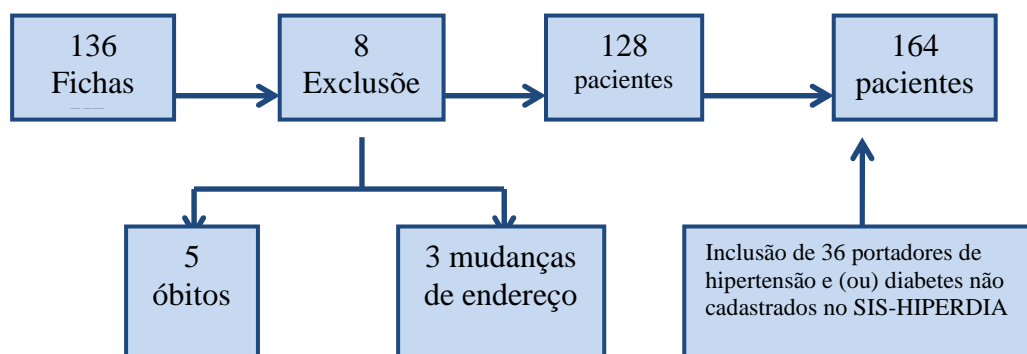 136
Fichas
8
Exclusõe
128
pacientes
164
pacientes
5
óbitos
3 mudanças
de endereço
Inclusão de 36 portadores de
hipertensão e (ou) diabetes não
cadastrados no SIS-HIPERDIA